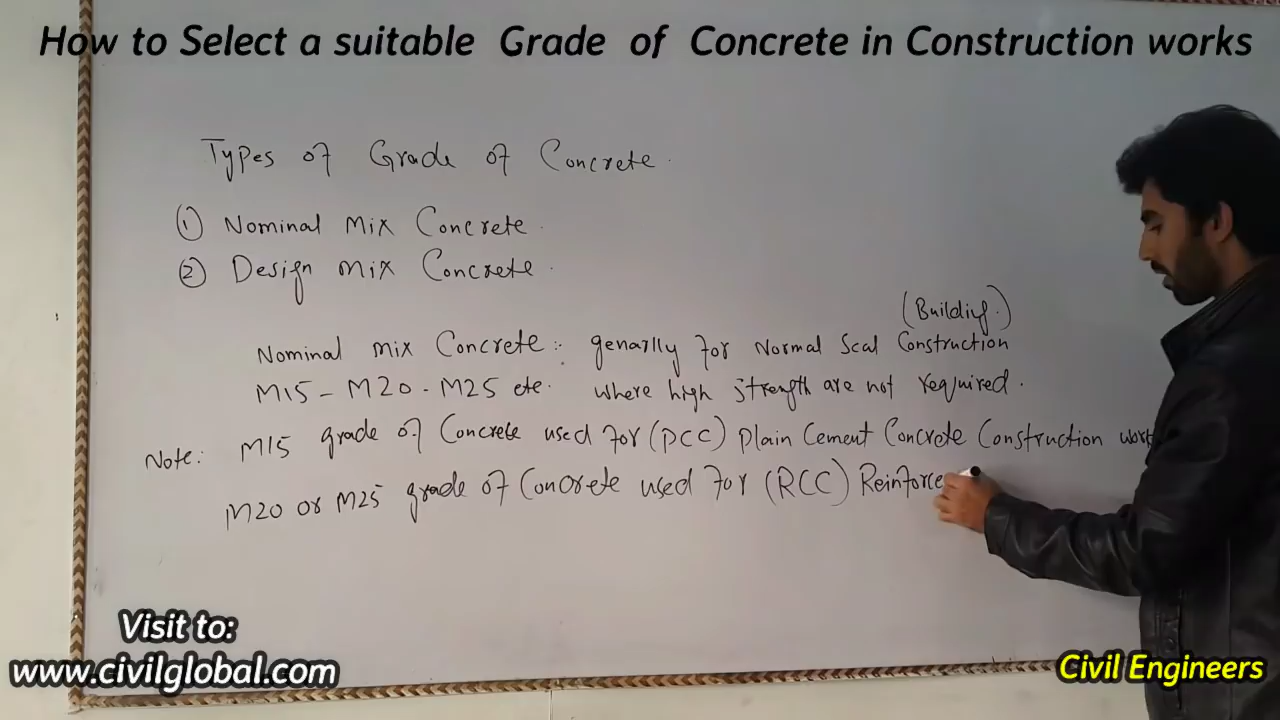 How to Select a suitable Grade of Concrete in Construction works
Types of Grade of Concrete.
① Nominal Mix Concrete.
② Design mix Concrete.
(Building.)
Nominal mix Concrete:. genarlly for Normal Scal Construction
M15 - M20 - M25 etc. where high strength are not required.
Note: M15 grade of Concrete used for (PCC) Plain Cement Concrete Construction work
M20 or M25 grade of Concrete used for (RCC) Reinforce
Visit to:
www.civilglobal.com
Civil Engineers